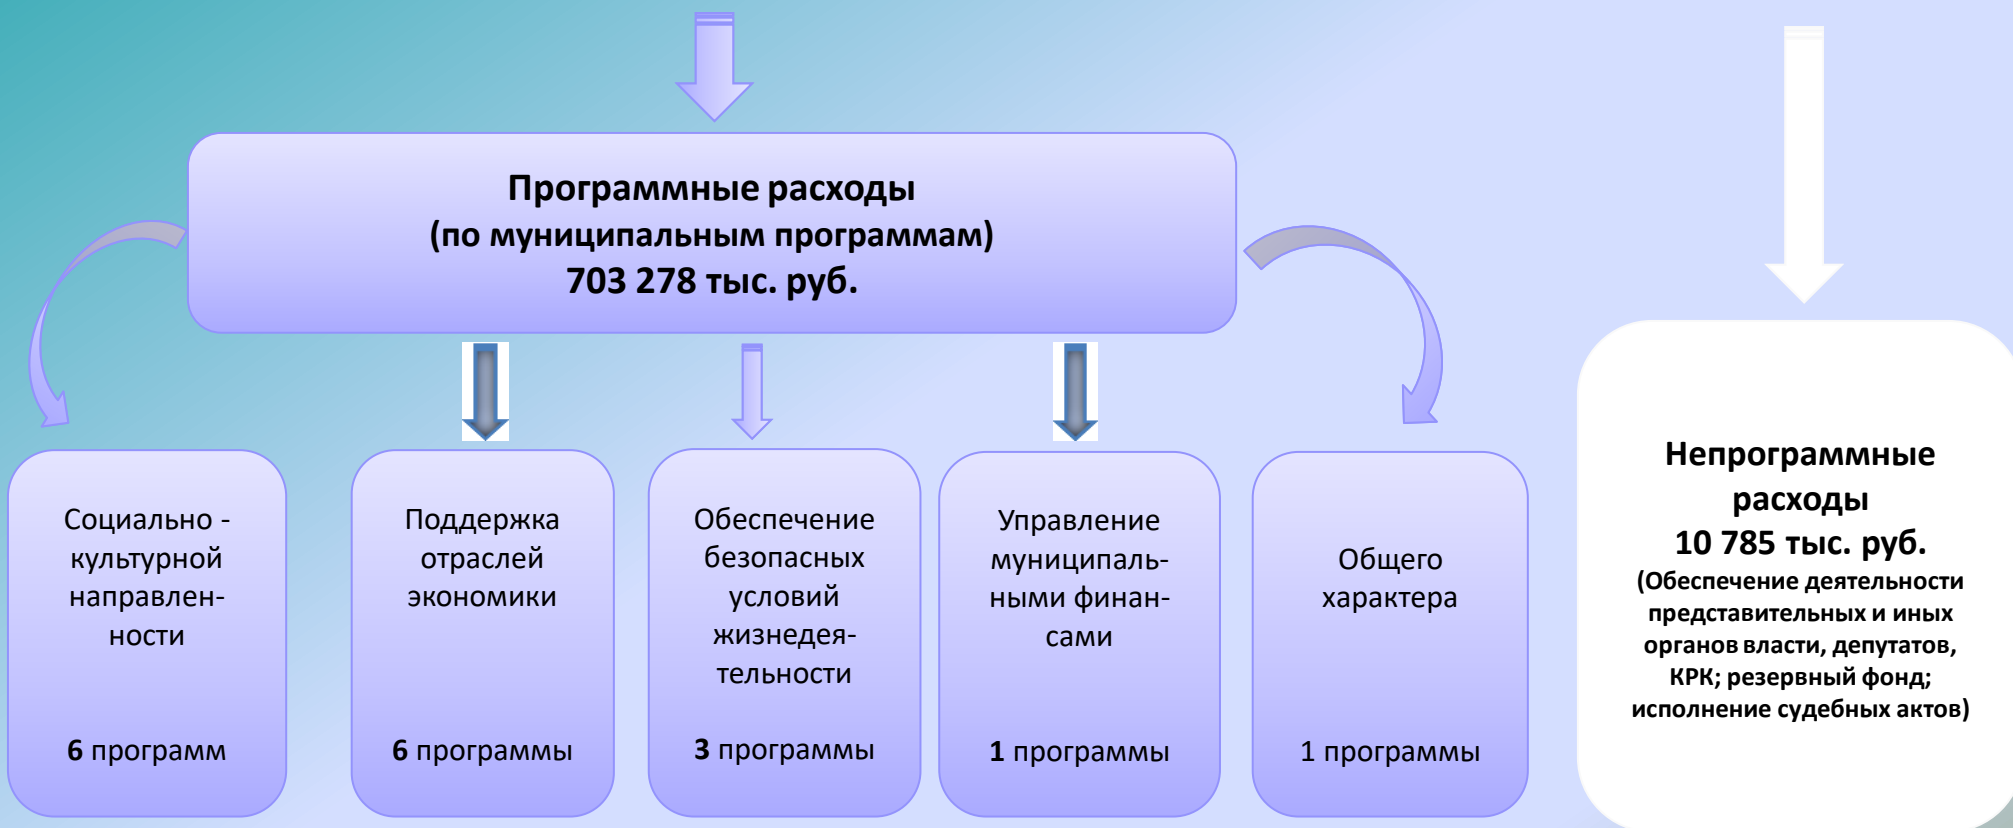 Программные расходы
(по муниципальным программам)
703 278 тыс. руб.
Социально -
культурной
направлен-
ности
6 программ
Поддержка
отраслей
экономики
6 программы
Обеспечение
безопасных
условий
жизнедея-
тельности
3 программы
Управление
муниципаль-
ными финан-
сами
1 программы
Общего
характера
1 программы
Непрограммные
расходы
10 785 тыс. руб.
(Обеспечение деятельности
представительных и иных
органов власти, депутатов,
КРК; резервный фонд;
исполнение судебных актов)